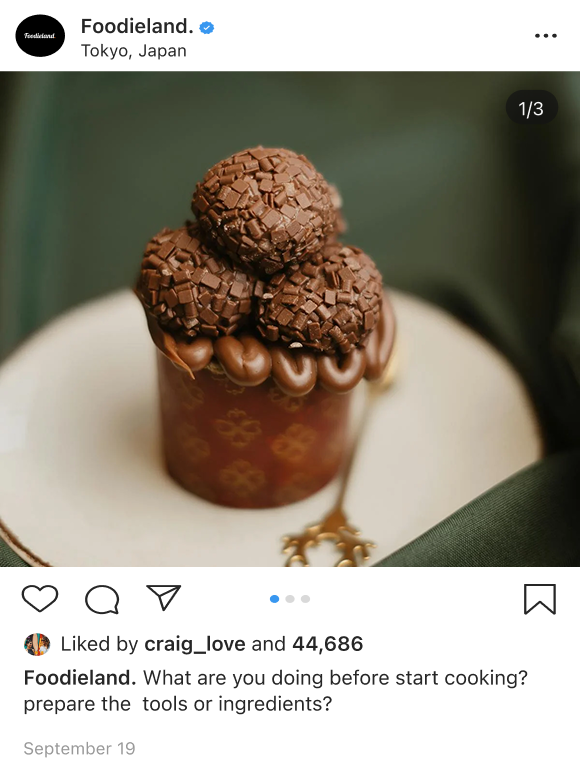 Foodieland
Foodieland.
Tokyo, Japan
1/3
Liked by craig_love and 44,686
Foodieland. What are you doing before start cooking?
prepare the  tools or ingredients?
September 19